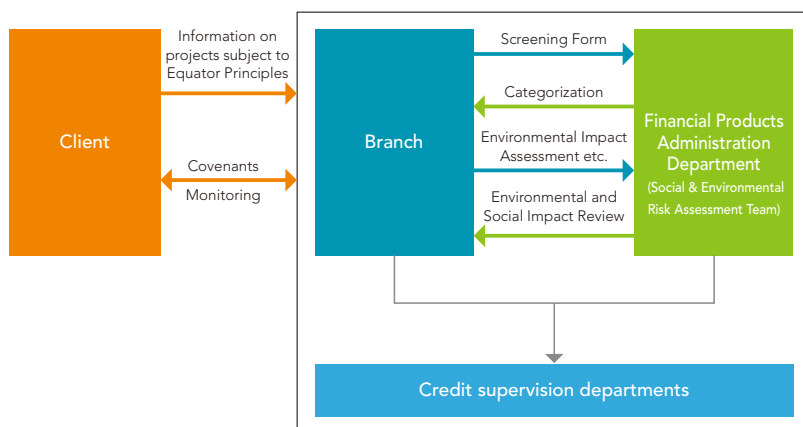 Information on
projects subject to
Equator Principles
Client
Covenants
Monitoring
Branch
Screening Form
Categorization
Environmental Impact
Assessment etc.
Environmental and
Social Impact Review
Financial Products
Administration
Department
(Social & Environmental
Risk Assessment Team)
Credit supervision departments